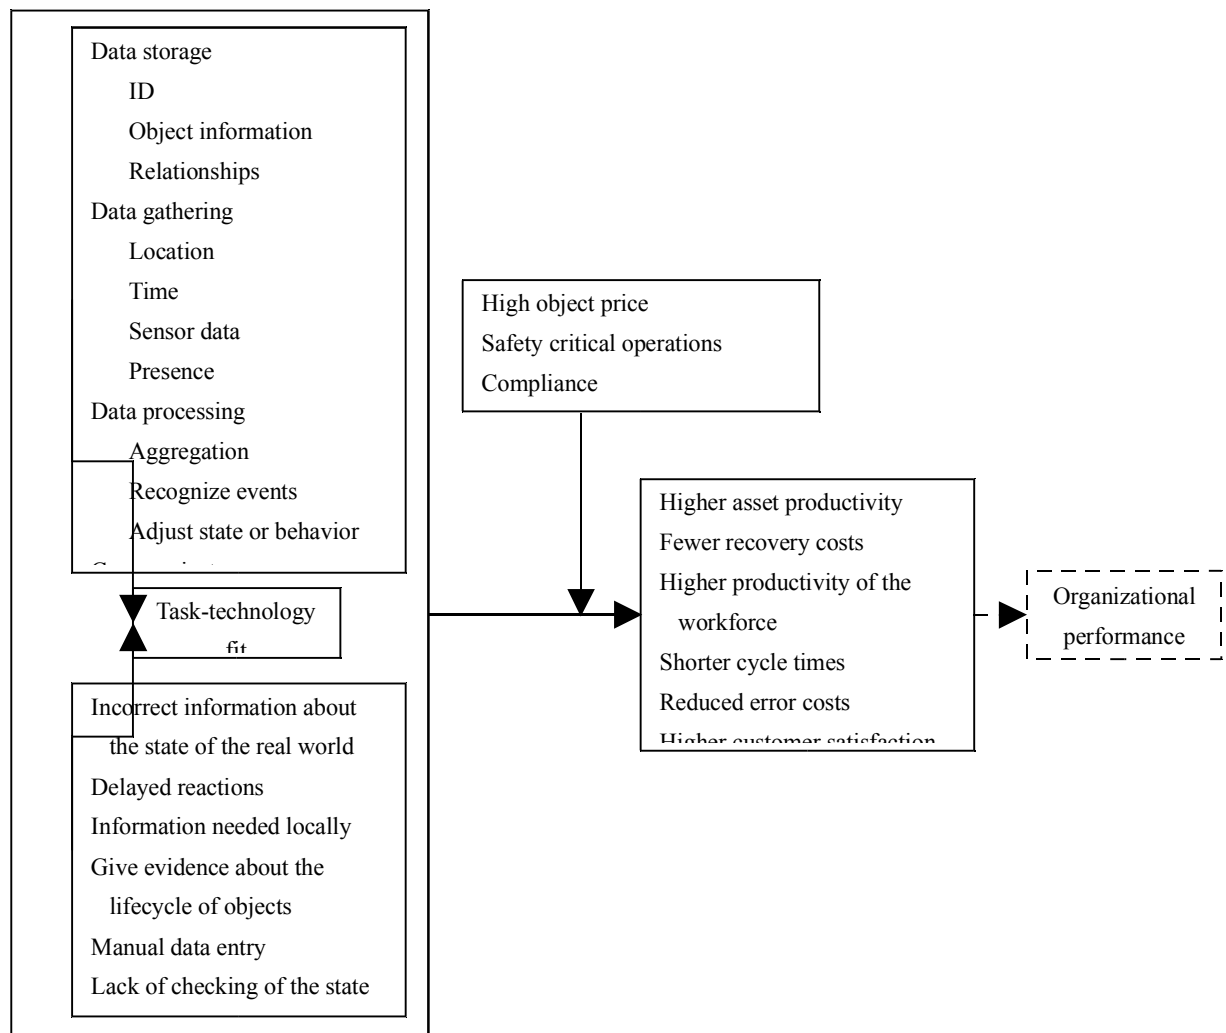 Data storage
ID
Object information
Relationships
Data gathering
Location
Time
Sensor data
Presence
Data processing
Aggregation
Recognize events
Adjust state or behavior
Task-technology
fit
Incorrect information about
the state of the real world
Delayed reactions
Information needed locally
Give evidence about the
lifecycle of objects
Manual data entry
Lack of checking of the state
High object price
Safety critical operations
Compliance
Higher asset productivity
Fewer recovery costs
Higher productivity of the
workforce
Shorter cycle times
Reduced error costs
Higher customer satisfaction
Organizational
performance